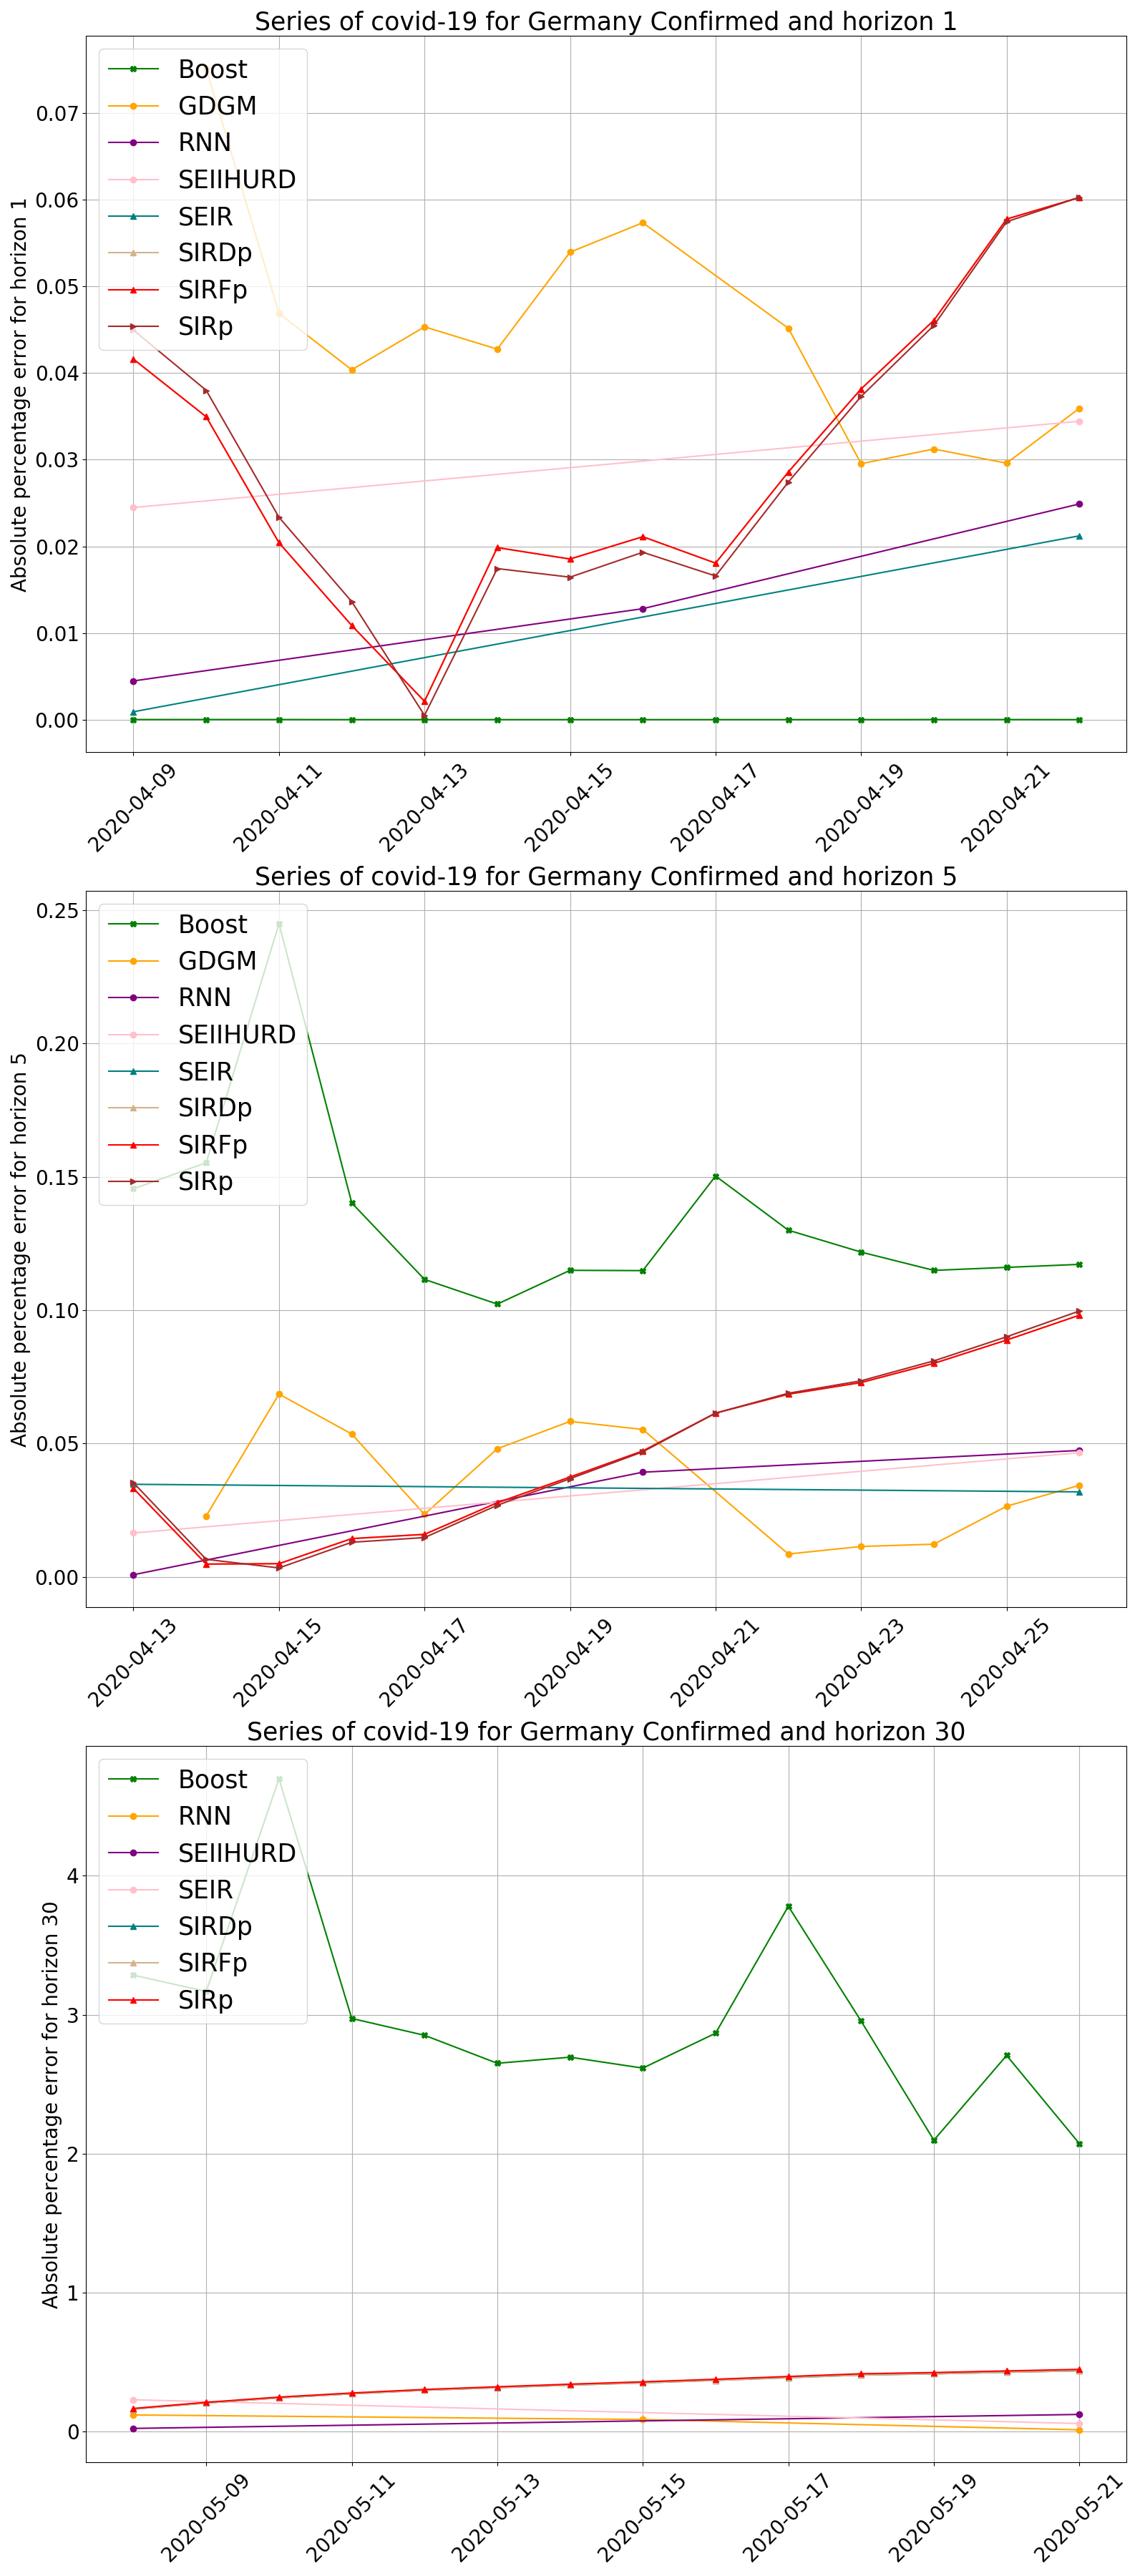 Series of covid-19 for Germany Confirmed and horizon 1
Absolute percentage error for horizon 1
0.07
0.06
0.05
0.04
0.03
0.02
0.01
0.00
Boost
GDGM
RNN
SEIIHURD
SEIR
SIRDp
SIRFp
SIRp
2020-04-09
2020-04-11
2020-04-13
2020-04-15
2020-04-17
2020-04-19
2020-04-21
Series of covid-19 for Germany Confirmed and horizon 5
Absolute percentage error for horizon 5
0.25
0.20
0.15
0.10
0.05
0.00
Boost
GDGM
RNN
SEIIHURD
SEIR
SIRDp
SIRFp
SIRp
2020-04-13
2020-04-15
2020-04-17
2020-04-19
2020-04-21
2020-04-23
2020-04-25
Series of covid-19 for Germany Confirmed and horizon 30
Absolute percentage error for horizon 30
4
3
2
1
0
Boost
RNN
SEIIHURD
SEIR
SIRDp
SIRFp
SIRp
2020-05-09
2020-05-11
2020-05-13
2020-05-15
2020-05-17
2020-05-19
2020-05-21